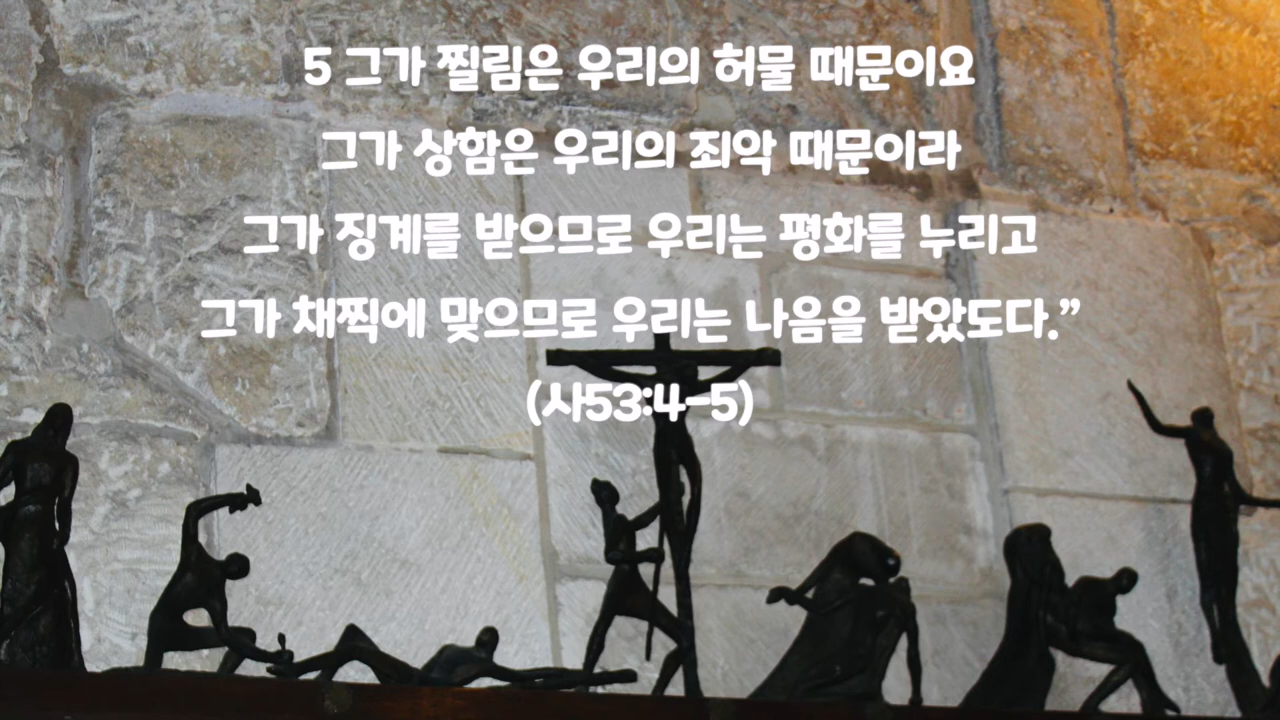 5 그가 찔림은 우리의 허물 때문이요
그가 상함은 우리의 죄악 때문이라
그가 징계를 받으므로 우리는 평화를 누리고
그가 채찍에 맞으므로 우리는 나음을 받았도다.”
(사53:4-5)